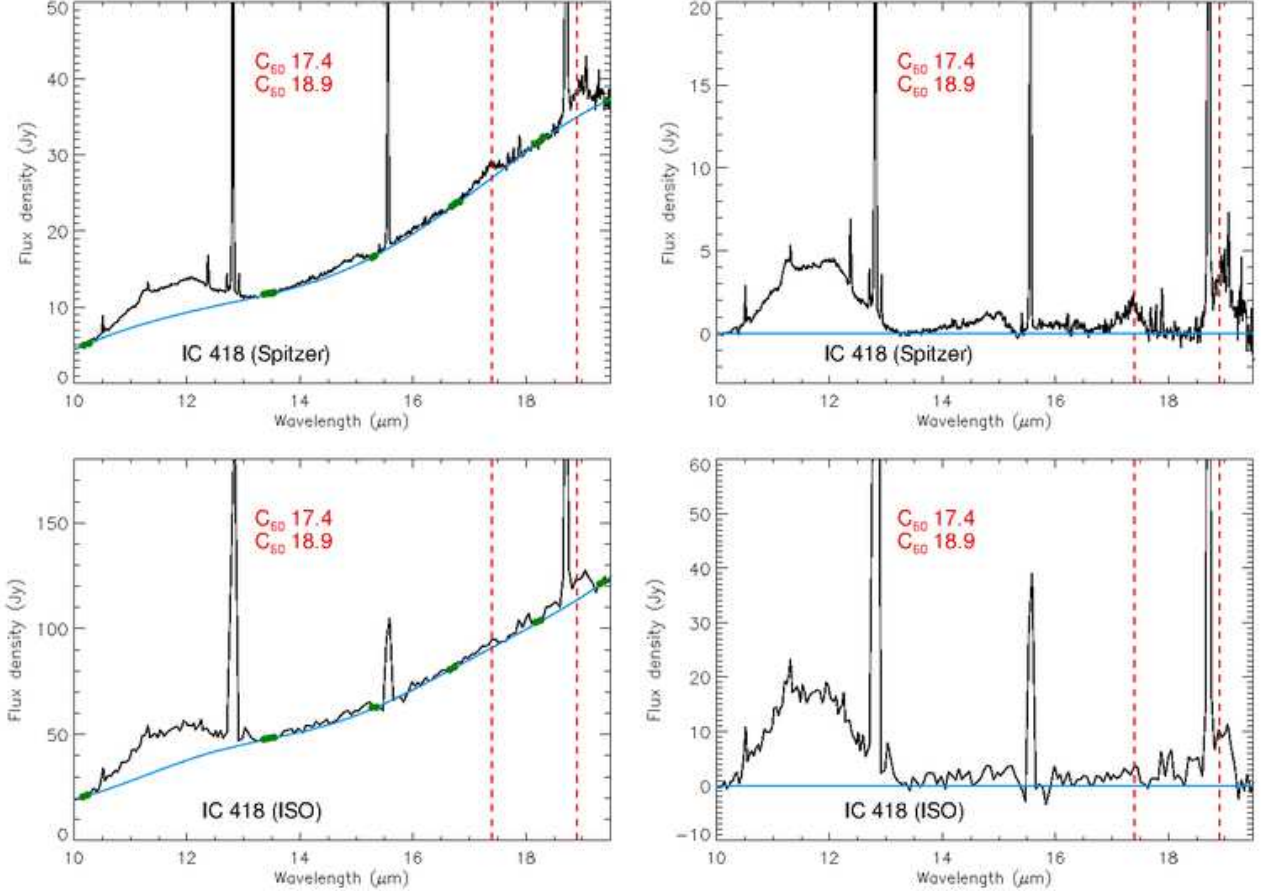 50
40
30
20
10
0
Flux density (Jy)
C60 17.4
C60 18.9
IC 418 (Spitzer)
10 12 14 16 18
Wavelength (μm)
20
15
10
5
0
Flux density (Jy)
C60 17.4
C60 18.9
IC 418 (Spitzer)
10 12 14 16 18
Wavelength (μm)
150
100
50
0
Flux density (Jy)
C60 17.4
C60 18.9
IC 418 (ISO)
10 12 14 16 18
Wavelength (μm)
60
50
40
30
20
10
0
-10
Flux density (Jy)
C60 17.4
C60 18.9
IC 418 (ISO)
10 12 14 16 18
Wavelength (μm)